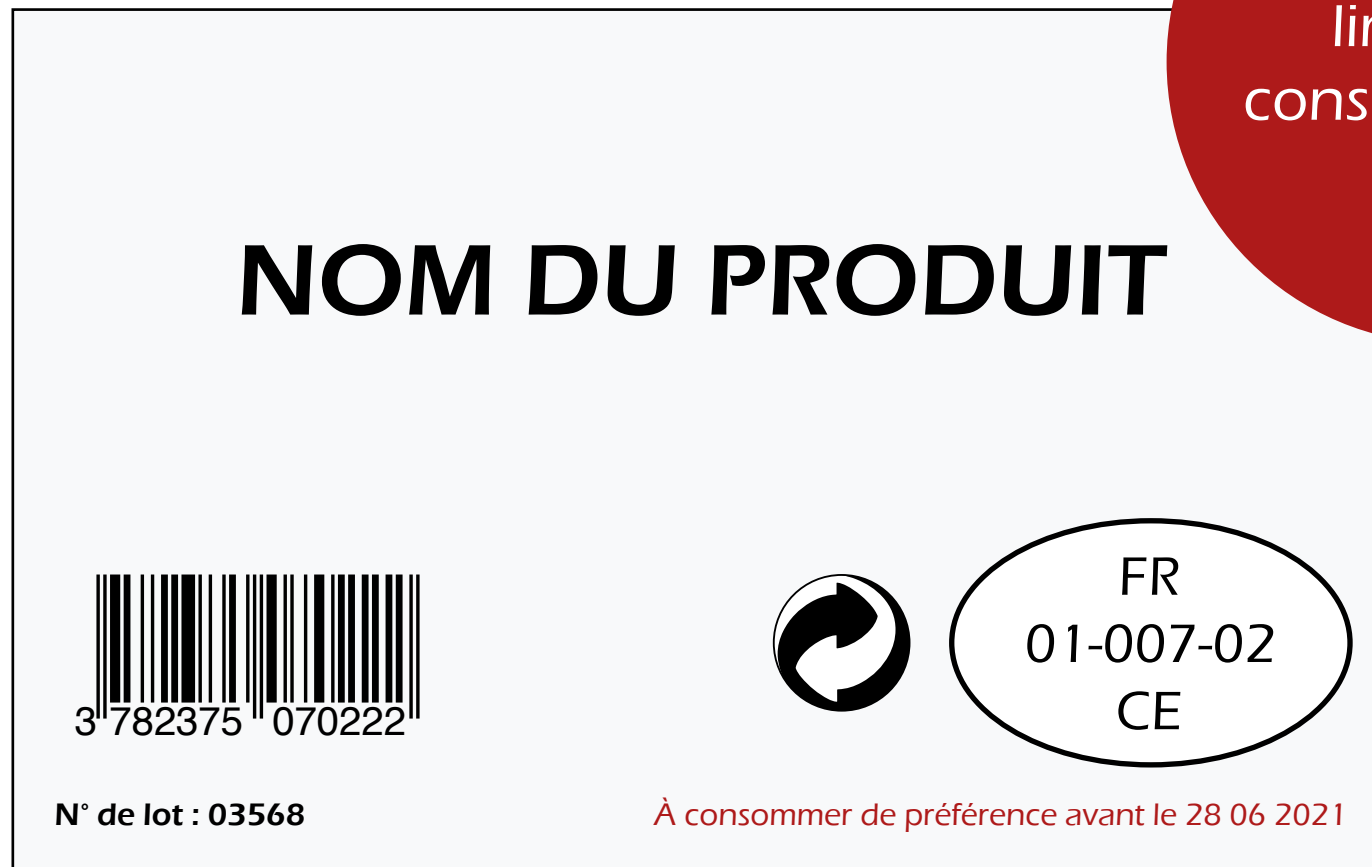 NOM DU PRODUIT
FR
01-007-02
CE
3 782375 070222
N° de lot : 03568
À consommer de préférence avant le 28 06 2021